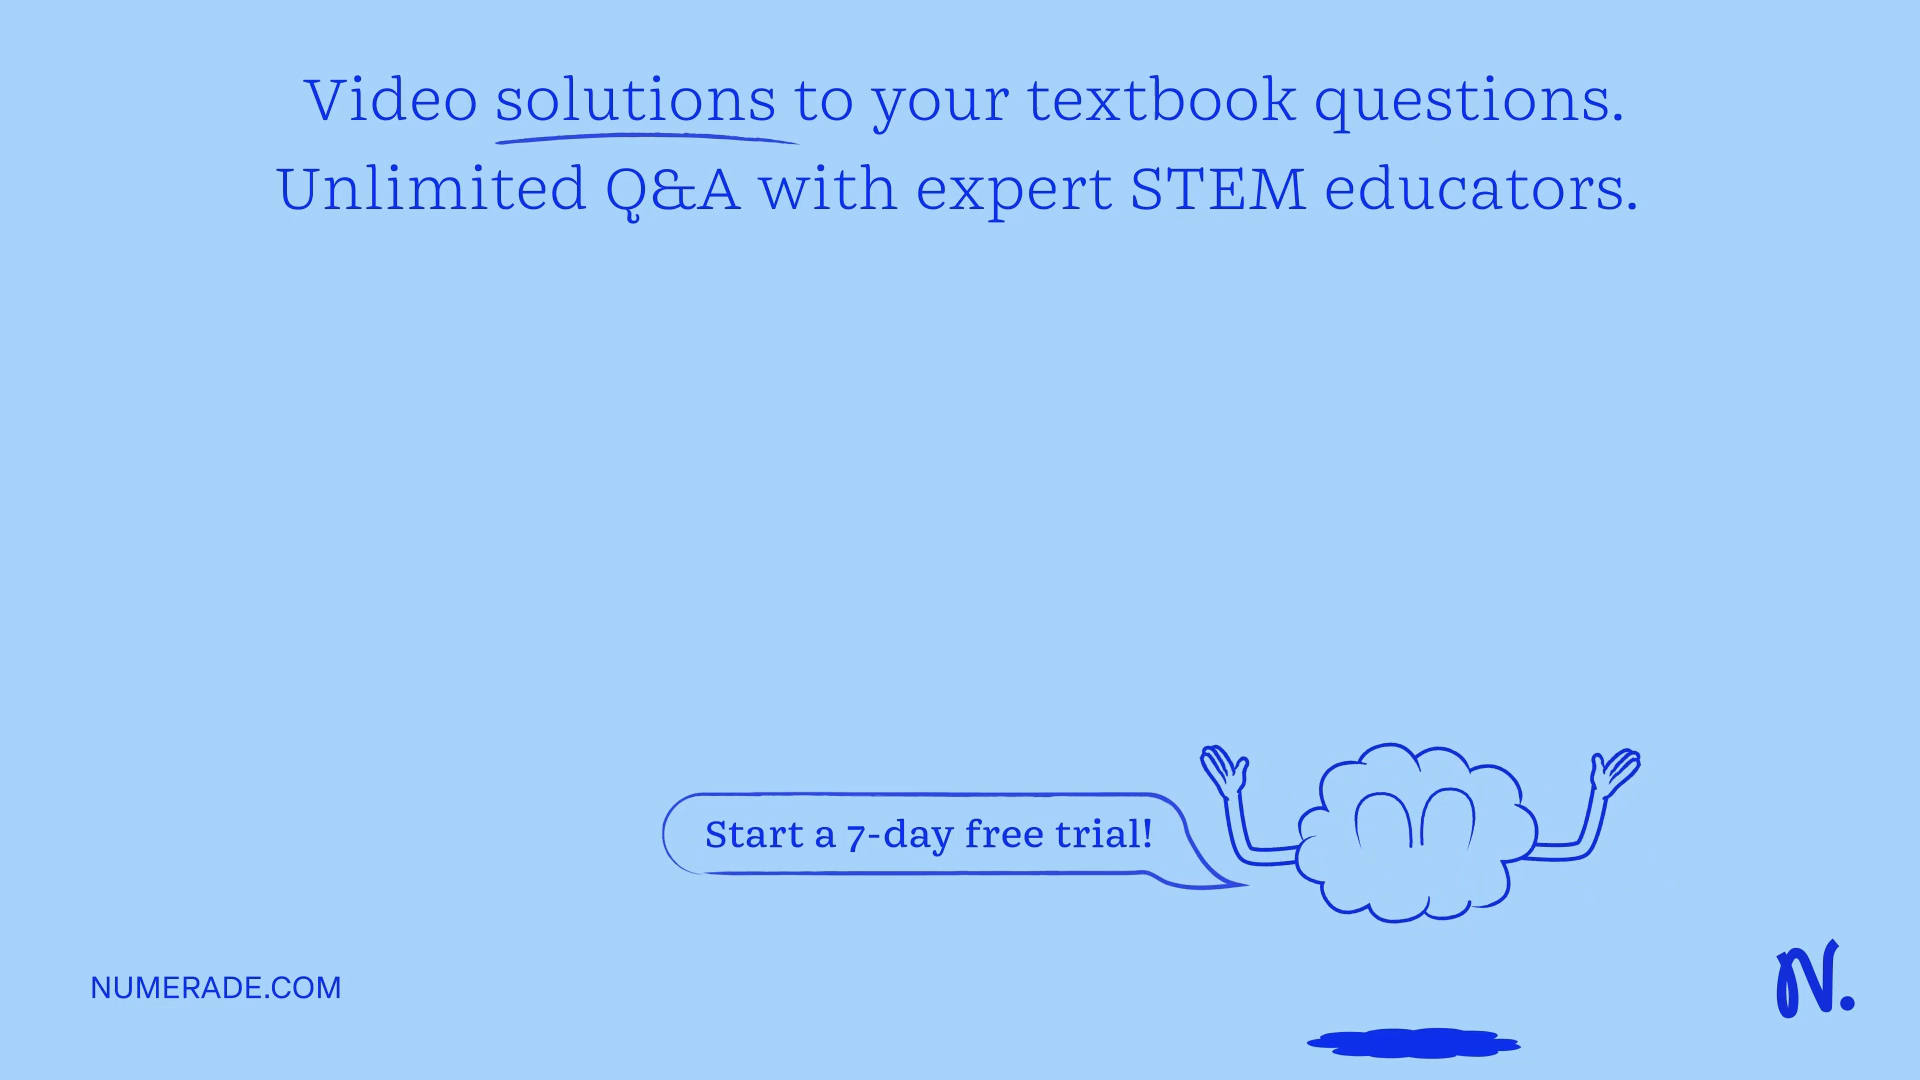 Video solutions to your textbook questions.
Unlimited Q&A with expert STEM educators.
Start a 7-day free trial!
NUMERADE.COM
N.